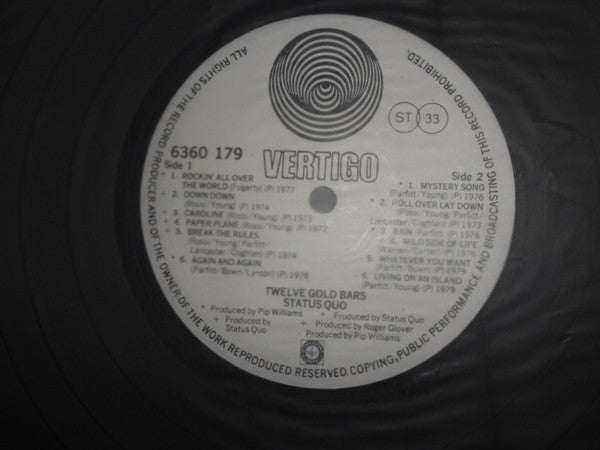 ALL RIGHTS OF THE RECORD PRODUCER AND OF THE OWNER OF THE WORK REPRODUCED RESERVED. COPYING, PUBLIC PERFORMANCE AND BROADCASTING OF THIS RECORD PROHIBITED.
ST 33
6360 179
VERTIGO
Side 1
* 1. ROCKIN' ALL OVER
THE WORLD (Fogerty) (P) 1977
+ 2. DOWN DOWN
(Rossi/Young) (P) 1974
+ 3. CAROLINE (Rossi/Young) (P) 1973
+ 4. PAPER PLANE (Rossi/Young) (P) 1972
+ 5. BREAK THE RULES
(Rossi/Young/Parfitt/
Lancaster/Coghlan) (P) 1974
6. AGAIN AND AGAIN
(Parfitt/Bown/Lynton) (P) 1978
Side 2
1. MYSTERY SONG
(Parfitt/Young) (P) 1976
2. ROLL OVER LAY DOWN
(Rossi/Young/Parfitt/
Lancaster/Coghlan) (P) 1973
3. RAIN (Parfitt) (P) 1976
4. WILD SIDE OF LIFE
(Warren/Carter) (P) 1976
5. WHATEVER YOU WANT
(Parfitt/Bown) (P) 1979
6. LIVING ON AN ISLAND
(Parfitt/Young) (P) 1979
TWELVE GOLD BARS
STATUS QUO
* Produced by Pip Williams
+ Produced by
Status Quo
* Produced by Status Quo
+ Produced by Roger Glover
Produced by Pip Williams